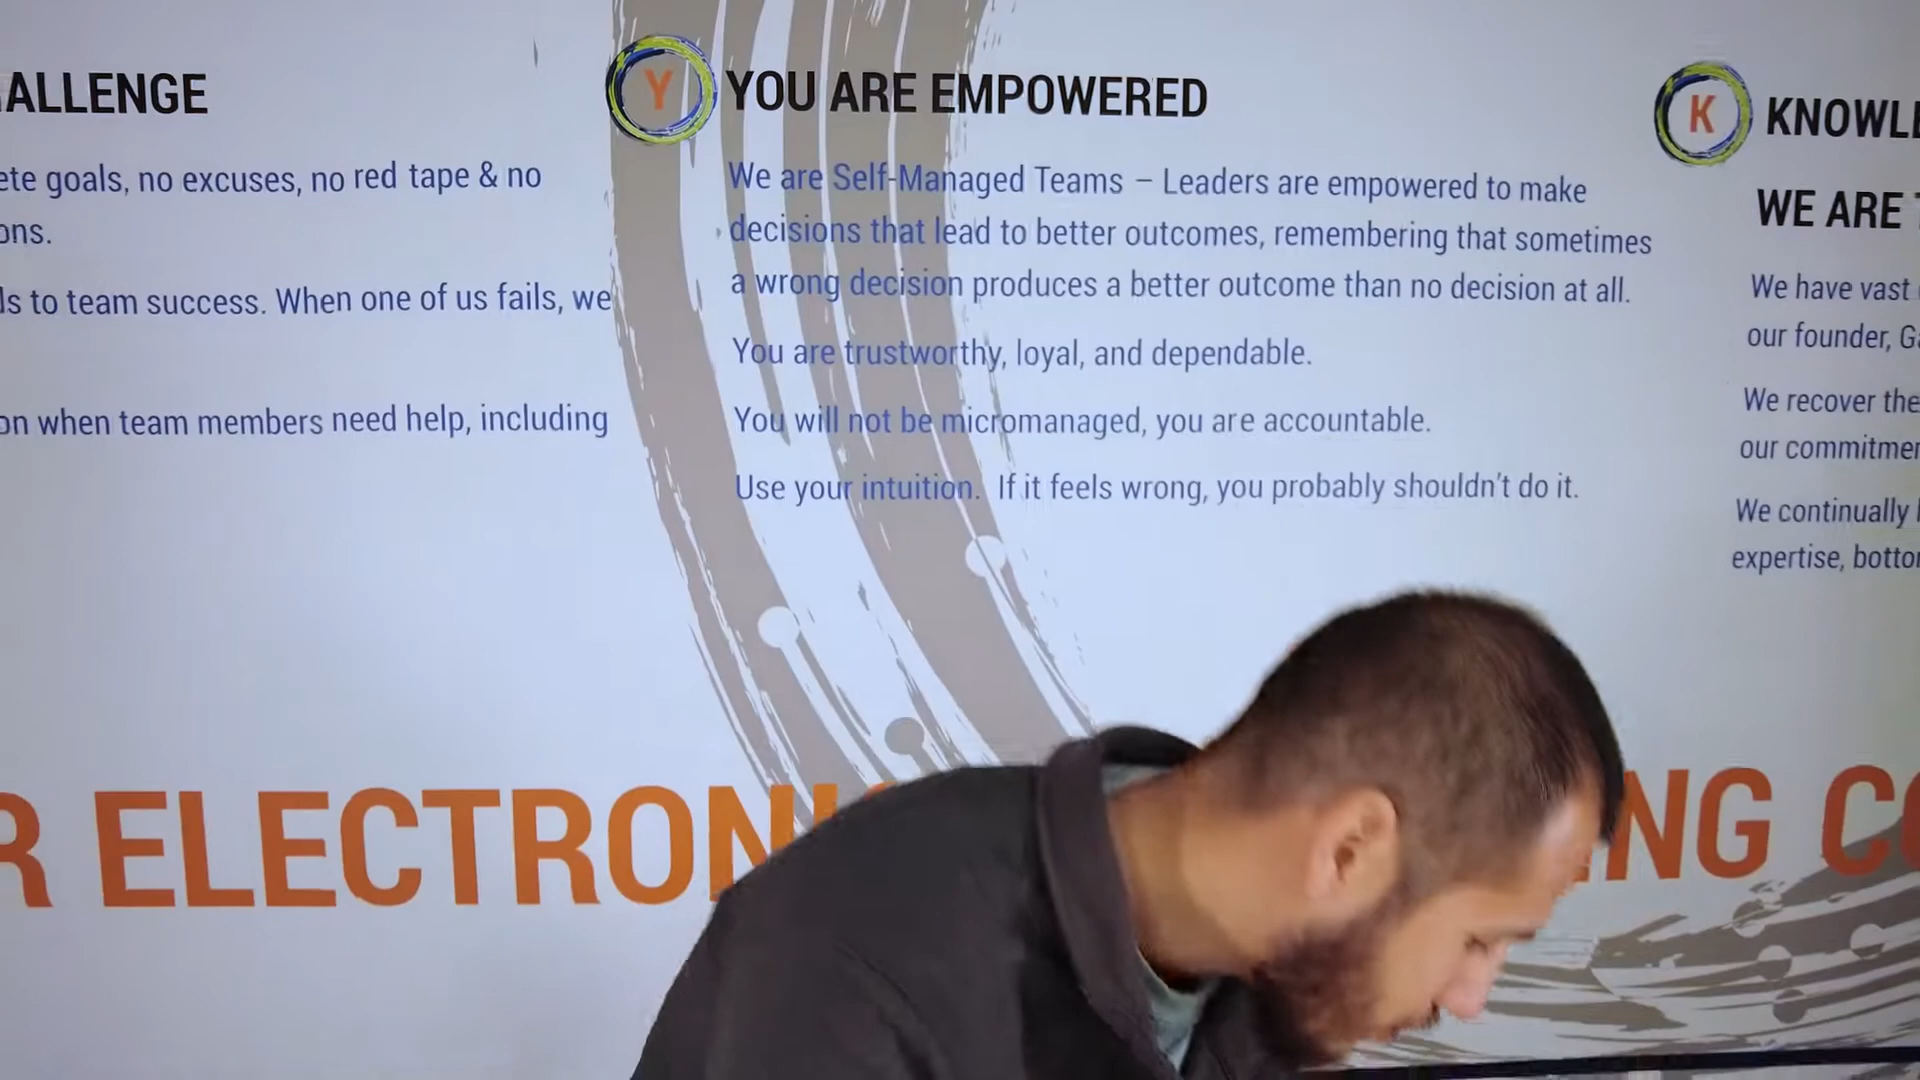 ALLENGE
ete goals, no excuses, no red tape & no
ons.
ls to team success. When one of us fails, we
on when team members need help, including
Y YOU ARE EMPOWERED
We are Self-Managed Teams – Leaders are empowered to make
decisions that lead to better outcomes, remembering that sometimes
a wrong decision produces a better outcome than no decision at all.
You are trustworthy, loyal, and dependable.
You will not be micromanaged, you are accountable.
Use your intuition. If it feels wrong, you probably shouldn't do it.
K KNOWLE
WE ARE
We have vast
our founder, Ga
We recover the
our commitmen
We continually
expertise, botto
R ELECTRONI NG CO